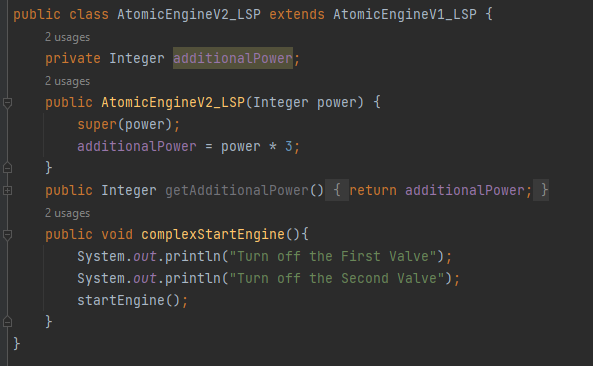 public class AtomicEngineV2_LSP extends AtomicEngineV1_LSP {
2 usages
private Integer additionalPower;
2 usages
public AtomicEngineV2_LSP(Integer power) {
super(power);
additionalPower = power * 3;
}
public Integer getAdditionalPower() { return additionalPower; }
2 usages
public void complexStartEngine(){
System.out.println("Turn off the First Valve");
System.out.println("Turn off the Second Valve");
startEngine();
}
}